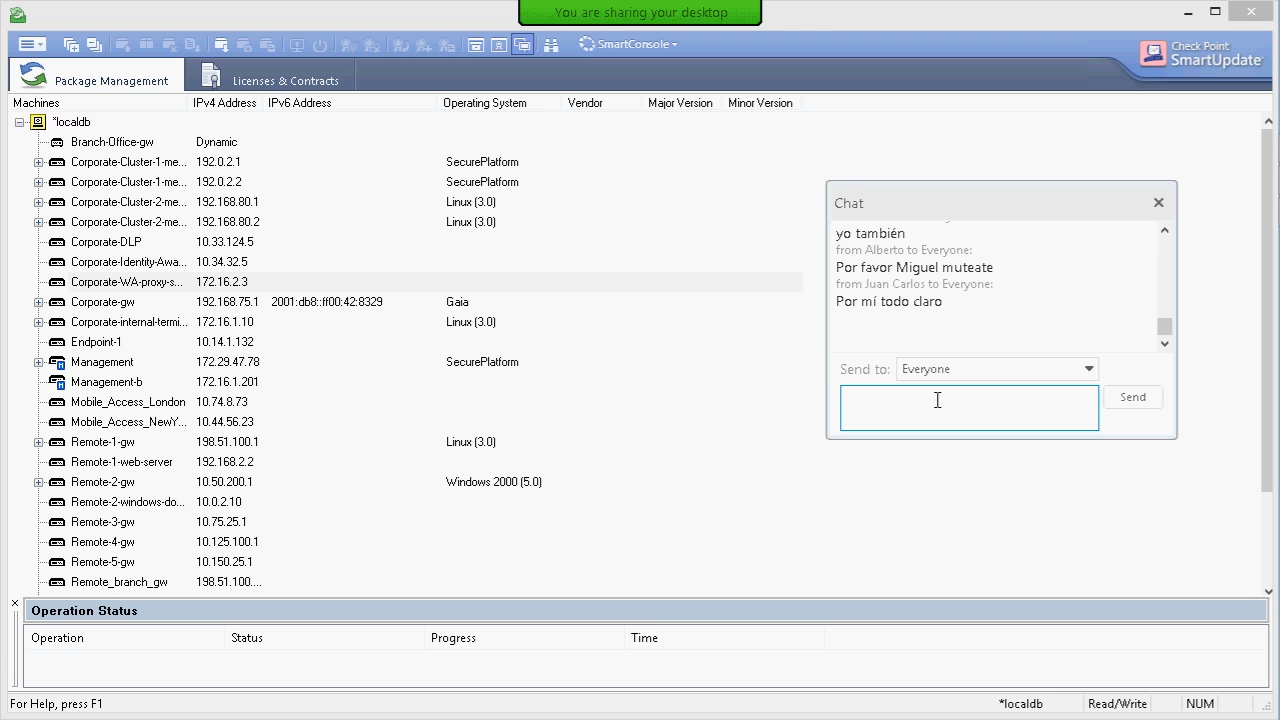 You are sharing your desktop
SmartConsole
Check Point
SmartUpdate
Package Management
Licenses & Contracts
Machines IPv4 Address IPv6 Address Operating System Vendor Major Version Minor Version
*localdb
Branch-Office-gw Dynamic
Corporate-Cluster-1-me... 192.0.2.1 SecurePlatform
Corporate-Cluster-1-me... 192.0.2.2 SecurePlatform
Corporate-Cluster-2-me... 192.168.80.1 Linux (3.0)
Corporate-Cluster-2-me... 192.168.80.2 Linux (3.0)
Corporate-DLP 10.33.124.5
Corporate-Identity-Awa... 10.34.32.5
Corporate-WA-proxy-s... 172.16.2.3
Corporate-gw 192.168.75.1 2001:db8::ff00:42:8329 Gaia
Corporate-internal-termi... 172.16.1.10 Linux (3.0)
Endpoint-1 10.14.1.132
Management 172.29.47.78 SecurePlatform
Management-b 172.16.1.201
Mobile_Access_London 10.74.8.73
Mobile_Access_NewY... 10.44.56.23
Remote-1-gw 198.51.100.1 Linux (3.0)
Remote-1-web-server 192.168.2.2
Remote-2-gw 10.50.200.1 Windows 2000 (5.0)
Remote-2-windows-do... 10.0.2.10
Remote-3-gw 10.75.25.1
Remote-4-gw 10.125.100.1
Remote-5-gw 10.150.25.1
Remote_branch_gw 198.51.100....
Chat
yo también
from Alberto to Everyone:
Por favor Miguel muteate
from Juan Carlos to Everyone:
Por mí todo claro
Send to: Everyone
Send
Operation Status
Operation Status Progress Time
For Help, press F1 *localdb Read/Write NUM